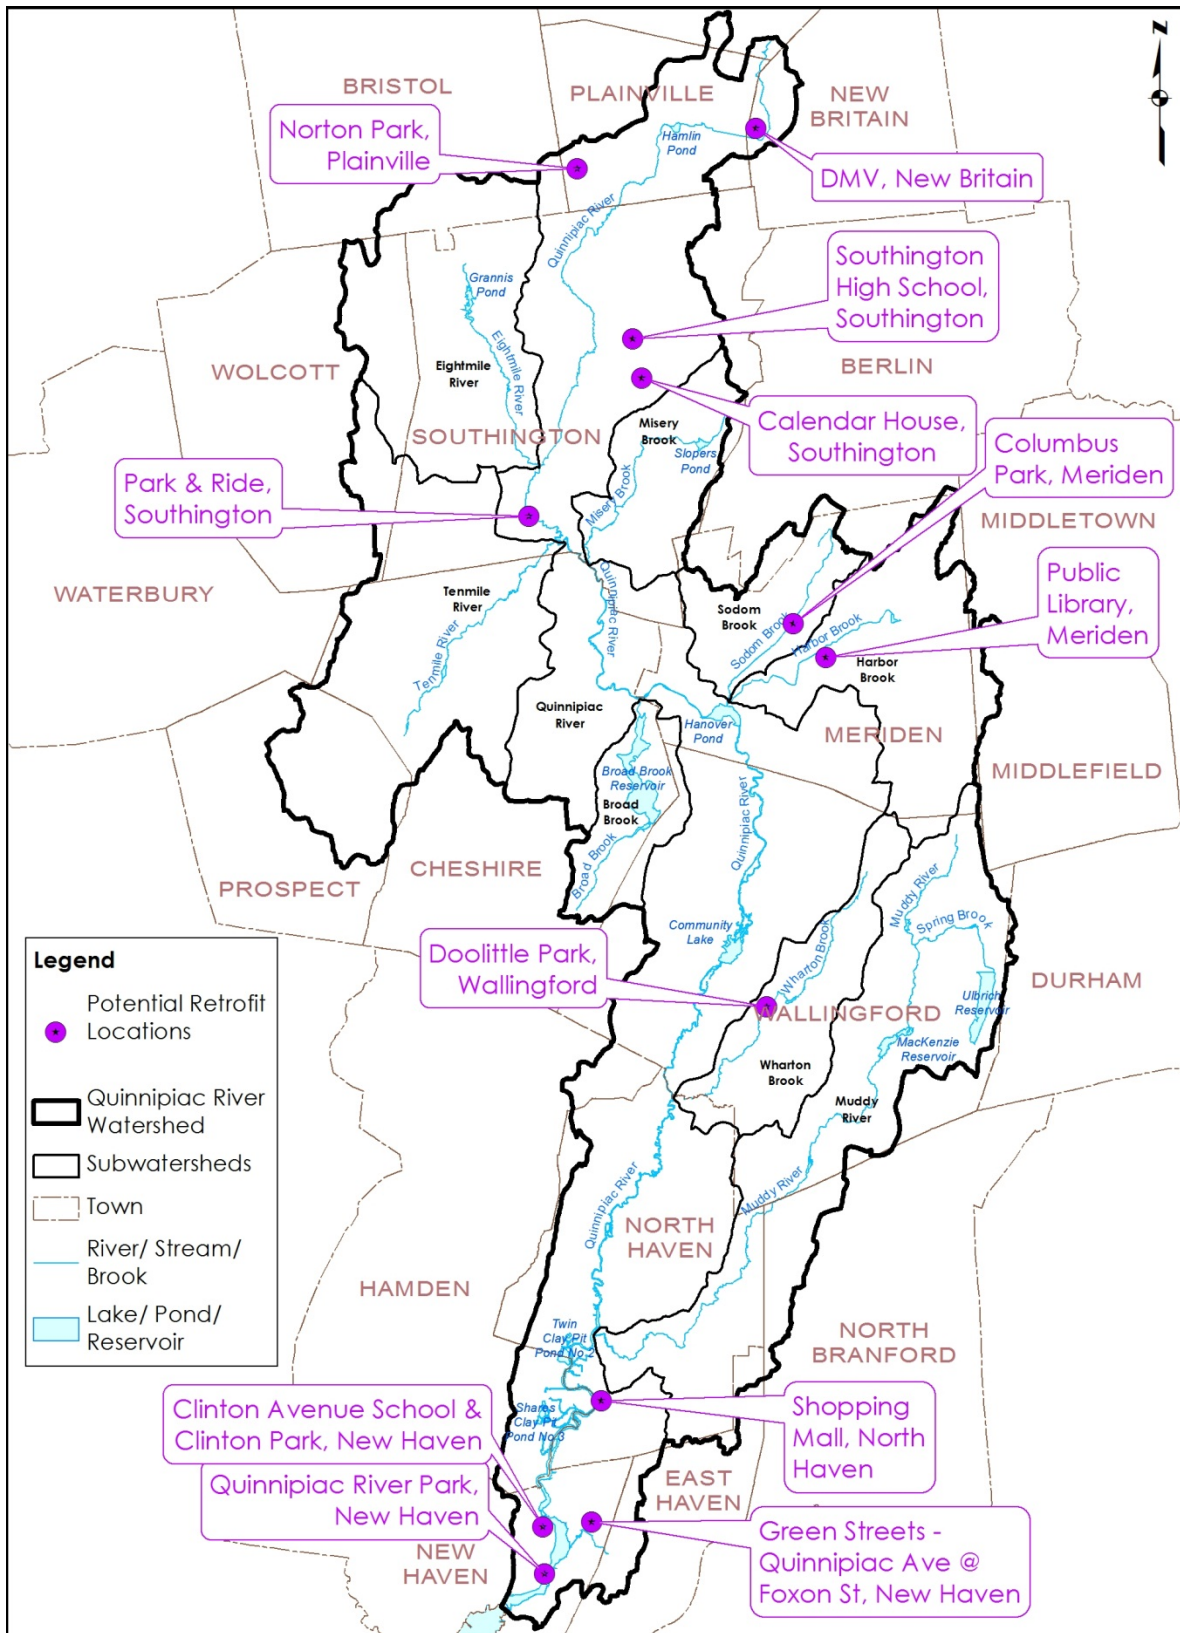 Z
BRISTOL
PLAINVILLE
NEW
BRITAIN
Norton Park,
Plainville
Hamlin
Pond
DMV, New Britain
Quinnipiac River
Southington
High School,
Southington
Grannis
Pond
Eightmile River
Eightmile
River
WOLCOTT
BERLIN
SOUTHINGTON
Misery
Brook
Slopers
Pond
Misery Brook
Calendar House,
Southington
Columbus
Park, Meriden
Park & Ride,
Southington
MIDDLETOWN
WATERBURY
Tenmile
River
Tenmile River
Quinnipiac River
Sodom
Brook
Sodom Brook
Harbor Brook
Harbor
Brook
Public
Library,
Meriden
Quinnipiac
River
Hanover
Pond
MERIDEN
MIDDLEFIELD
Broad Brook
Reservoir
Broad
Brook
Broad Brook
Quinnipiac River
CHESHIRE
PROSPECT
Muddy River
Spring Brook
Community
Lake
Wharton Brook
Doolittle Park,
Wallingford
WALLINGFORD
DURHAM
Ulbrich
Reservoir
MacKenzie
Reservoir
Wharton
Brook
Muddy
River
Legend
Potential Retrofit
Locations
Quinnipiac River
Watershed
Subwatersheds
Town
River/ Stream/
Brook
Lake/ Pond/
Reservoir
Muddy River
Quinnipiac River
NORTH
HAVEN
HAMDEN
Twin
Clay Pit
Pond No.2
NORTH
BRANFORD
Shares
Clay Pit
Pond No.3
Clinton Avenue School &
Clinton Park, New Haven
Shopping
Mall, North
Haven
Quinnipiac River Park,
New Haven
EAST
HAVEN
NEW
HAVEN
Green Streets -
Quinnipiac Ave @
Foxon St, New Haven